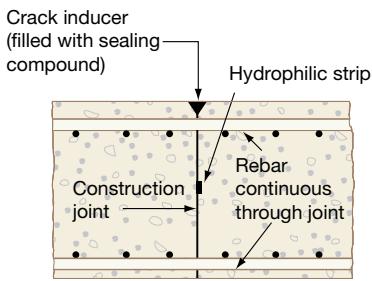 Crack inducer
(filled with sealing
compound)
Hydrophilic strip
Construction
joint
Rebar
continuous
through joint